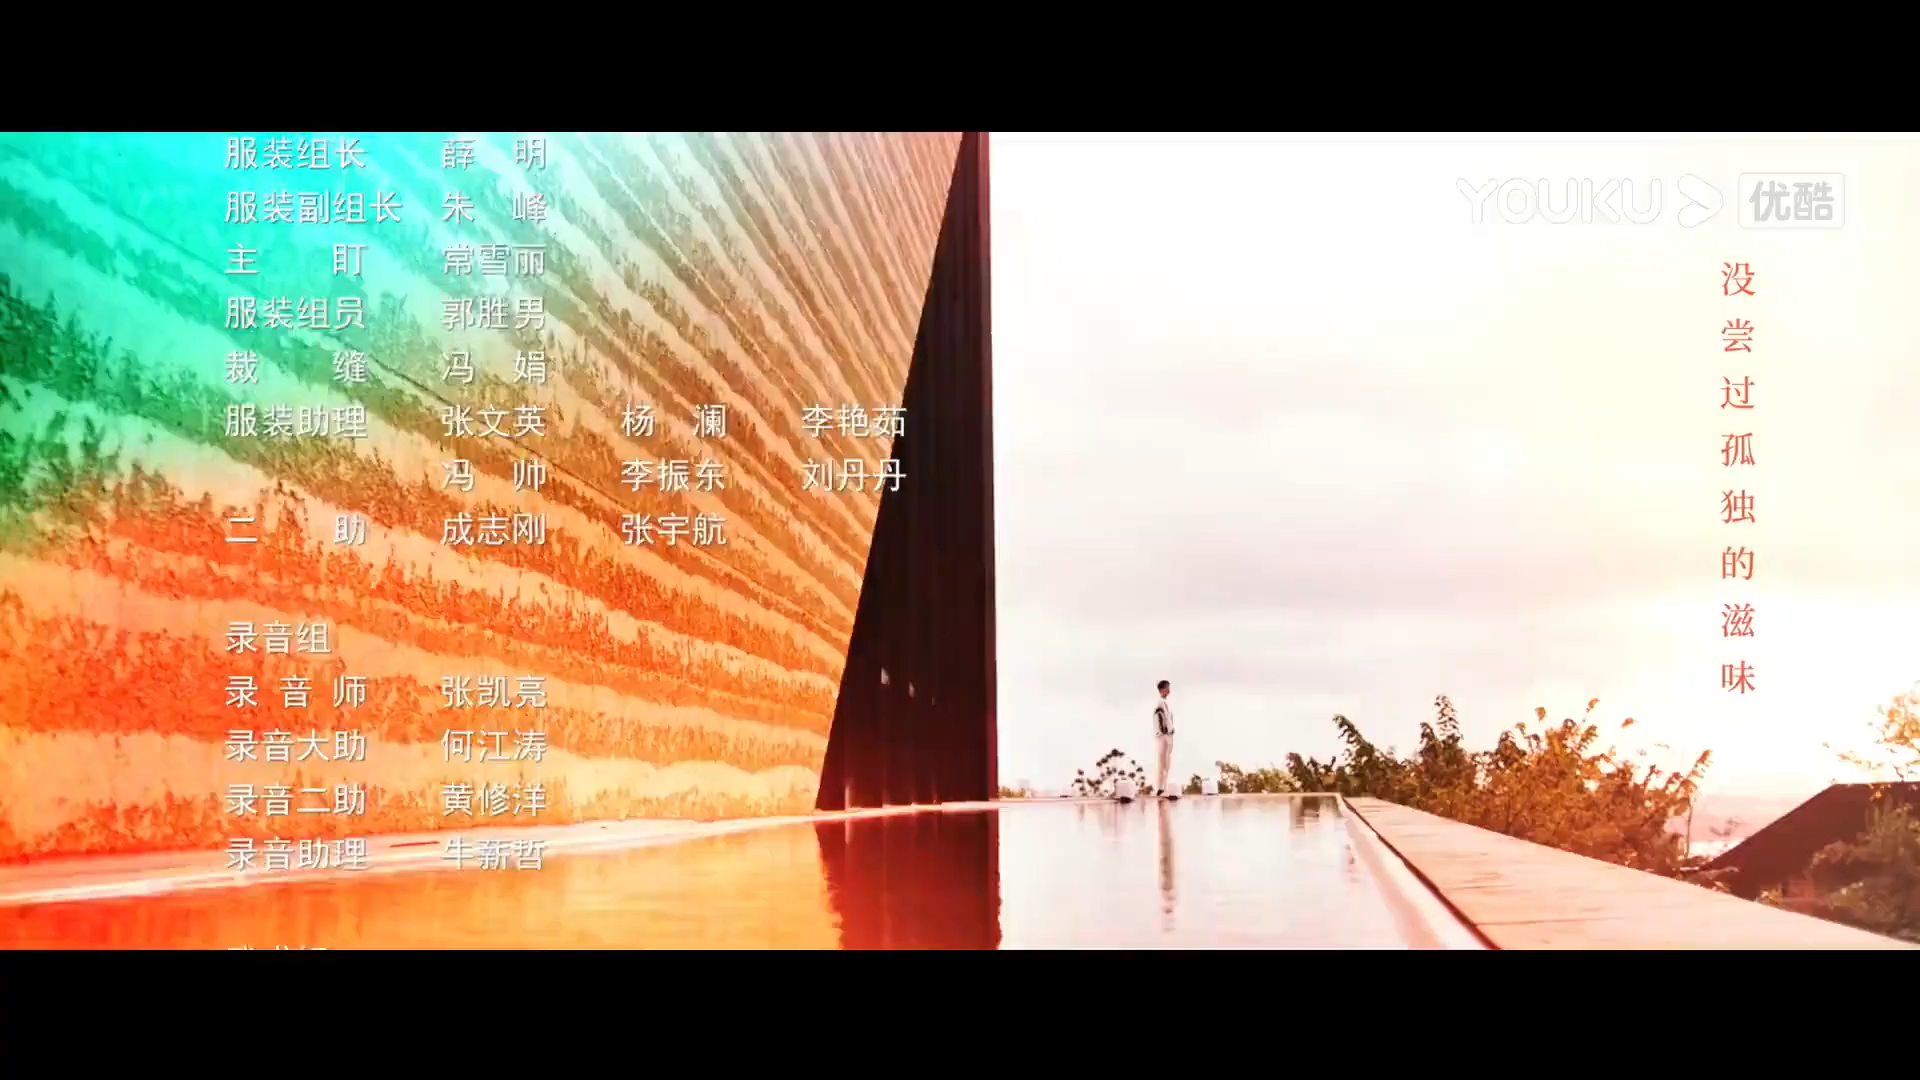 服装组长 薛 明
服装副组长 朱 峰
主 盯 常雪丽
服装组员 郭胜男
裁 缝 冯 娟
服装助理 张文英 杨 澜 李艳茹
冯 帅 李振东 刘丹丹
二 助 成志刚 张宇航
录音组
录 音 师 张凯亮
录音大助 何江涛
录音二助 黄修洋
录音助理 牛薪哲
YOUKU 优酷
没尝过孤独的滋味